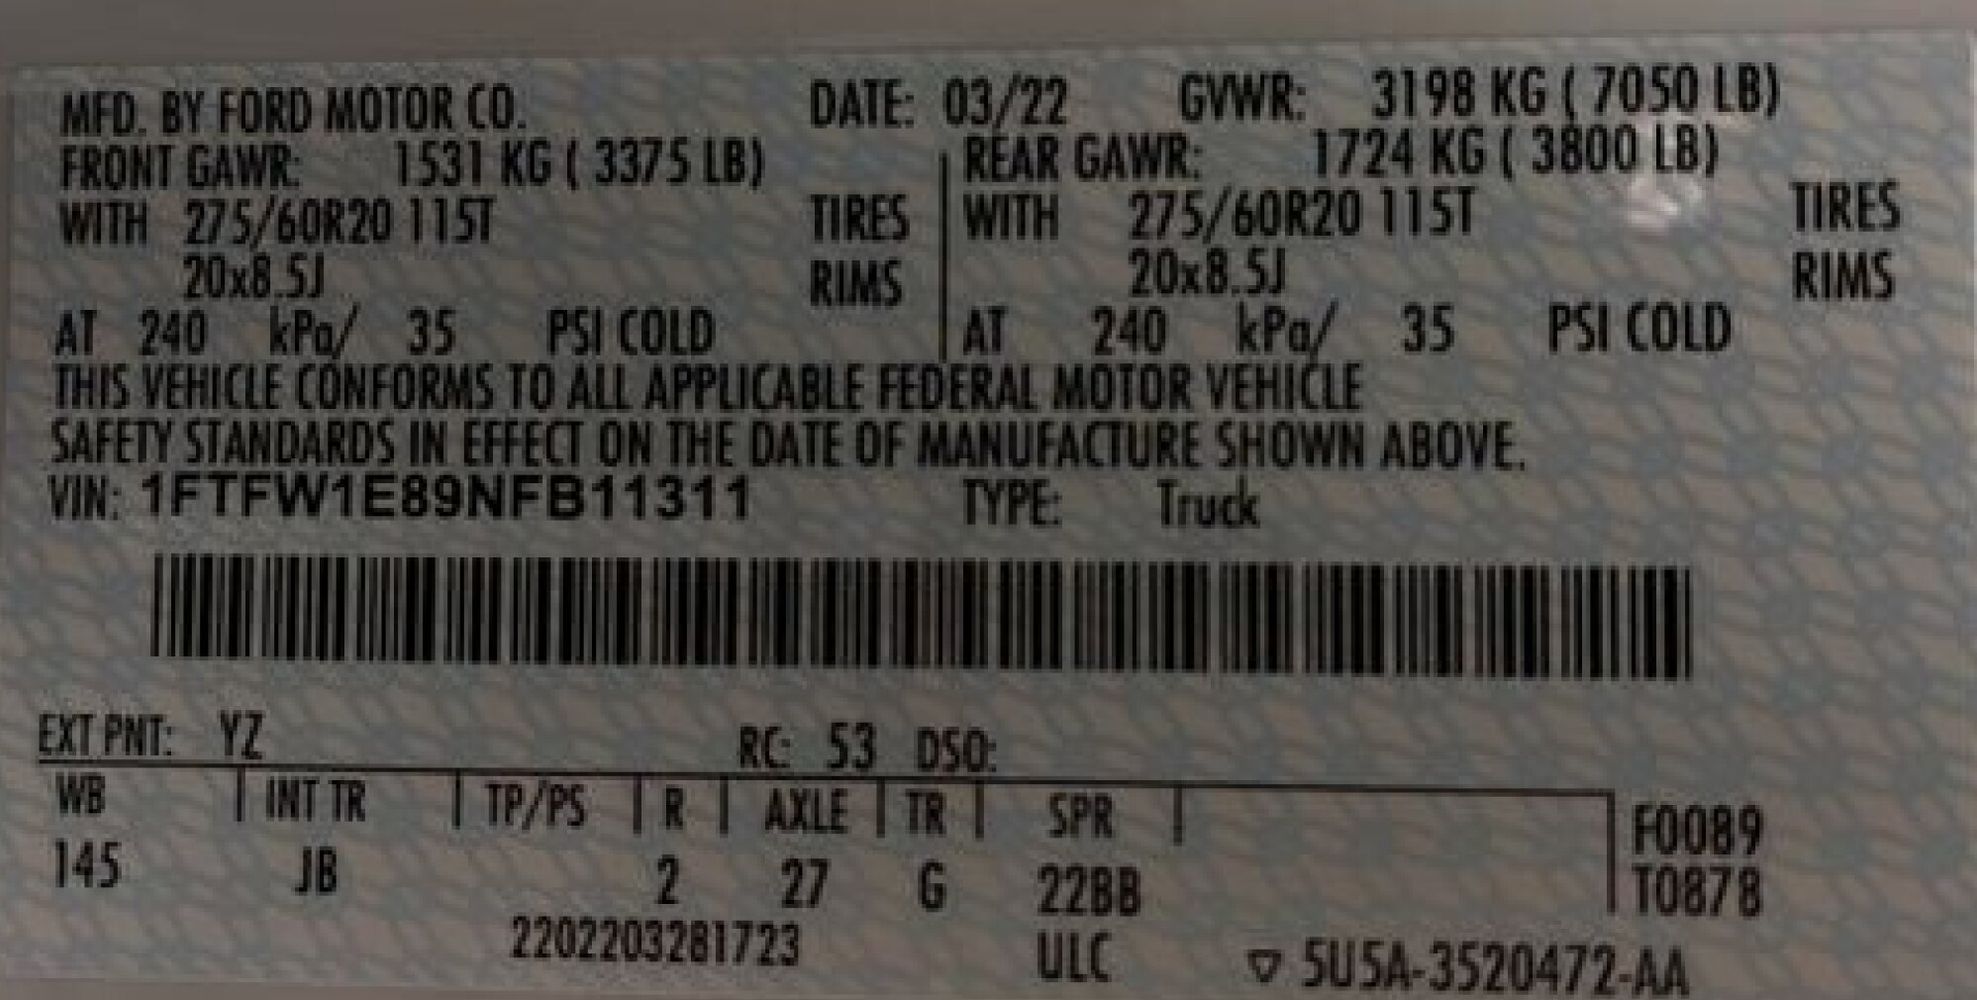 MFD. BY FORD MOTOR CO. DATE: 03/22 GVWR: 3198 KG ( 7050 LB)
FRONT GAWR: 1531 KG ( 3375 LB) REAR GAWR: 1724 KG ( 3800 LB)
WITH 275/60R20 115T TIRES WITH 275/60R20 115T TIRES
20x8.5J RIMS 20x8.5J RIMS
AT 240 kPa/ 35 PSI COLD AT 240 kPa/ 35 PSI COLD
THIS VEHICLE CONFORMS TO ALL APPLICABLE FEDERAL MOTOR VEHICLE
SAFETY STANDARDS IN EFFECT ON THE DATE OF MANUFACTURE SHOWN ABOVE.
VIN: 1FTFW1E89NFB11311 TYPE: Truck
EXT PNT: YZ RC: 53 DSO:
WB INT TR TP/PS R AXLE TR SPR F0089
145 JB 2 27 G 22BB T0878
2202203281723 ULC ▽ 5U5A-3520472-AA